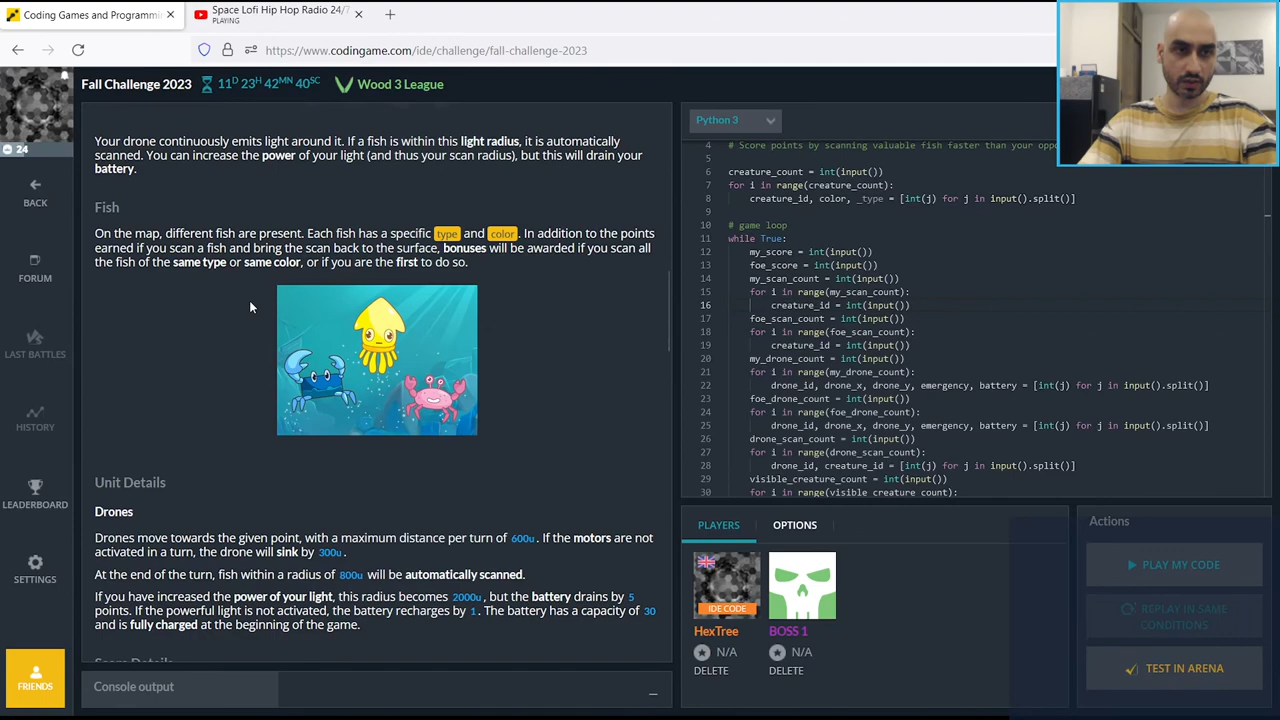 Coding Games and Programmi
Space Lofi Hip Hop Radio 24/7
PLAYING
https://www.codingame.com/ide/challenge/fall-challenge-2023
Fall Challenge 2023
11D 23H 42MN 40SC
Wood 3 League
24
BACK
FORUM
LAST BATTLES
HISTORY
LEADERBOARD
SETTINGS
FRIENDS
Your drone continuously emits light around it. If a fish is within this light radius, it is automatically
scanned. You can increase the power of your light (and thus your scan radius), but this will drain your
battery.
Fish
On the map, different fish are present. Each fish has a specific type and color. In addition to the points
earned if you scan a fish and bring the scan back to the surface, bonuses will be awarded if you scan all
the fish of the same type or same color, or if you are the first to do so.
Unit Details
Drones
Drones move towards the given point, with a maximum distance per turn of 600u. If the motors are not
activated in a turn, the drone will sink by 300u.
At the end of the turn, fish within a radius of 800u will be automatically scanned.
If you have increased the power of your light, this radius becomes 2000u, but the battery drains by 5
points. If the powerful light is not activated, the battery recharges by 1. The battery has a capacity of 30
and is fully charged at the beginning of the game.
Console output
Python 3
4 # Score points by scanning valuable fish faster than your oppo
5
6 creature_count = int(input())
7 for i in range(creature_count):
8 creature_id, color, _type = [int(j) for j in input().split()]
9
10 # game loop
11 while True:
12 my_score = int(input())
13 foe_score = int(input())
14 my_scan_count = int(input())
15 for i in range(my_scan_count):
16 creature_id = int(input())
17 foe_scan_count = int(input())
18 for i in range(foe_scan_count):
19 creature_id = int(input())
20 my_drone_count = int(input())
21 for i in range(my_drone_count):
22 drone_id, drone_x, drone_y, emergency, battery = [int(j) for j in input().split()]
23 foe_drone_count = int(input())
24 for i in range(foe_drone_count):
25 drone_id, drone_x, drone_y, emergency, battery = [int(j) for j in input().split()]
26 drone_scan_count = int(input())
27 for i in range(drone_scan_count):
28 drone_id, creature_id = [int(j) for j in input().split()]
29 visible_creature_count = int(input())
30 for i in range(visible_creature_count):
PLAYERS
OPTIONS
IDE CODE
HexTree
BOSS 1
N/A
N/A
DELETE
DELETE
Actions
PLAY MY CODE
REPLAY IN SAME
CONDITIONS
TEST IN ARENA